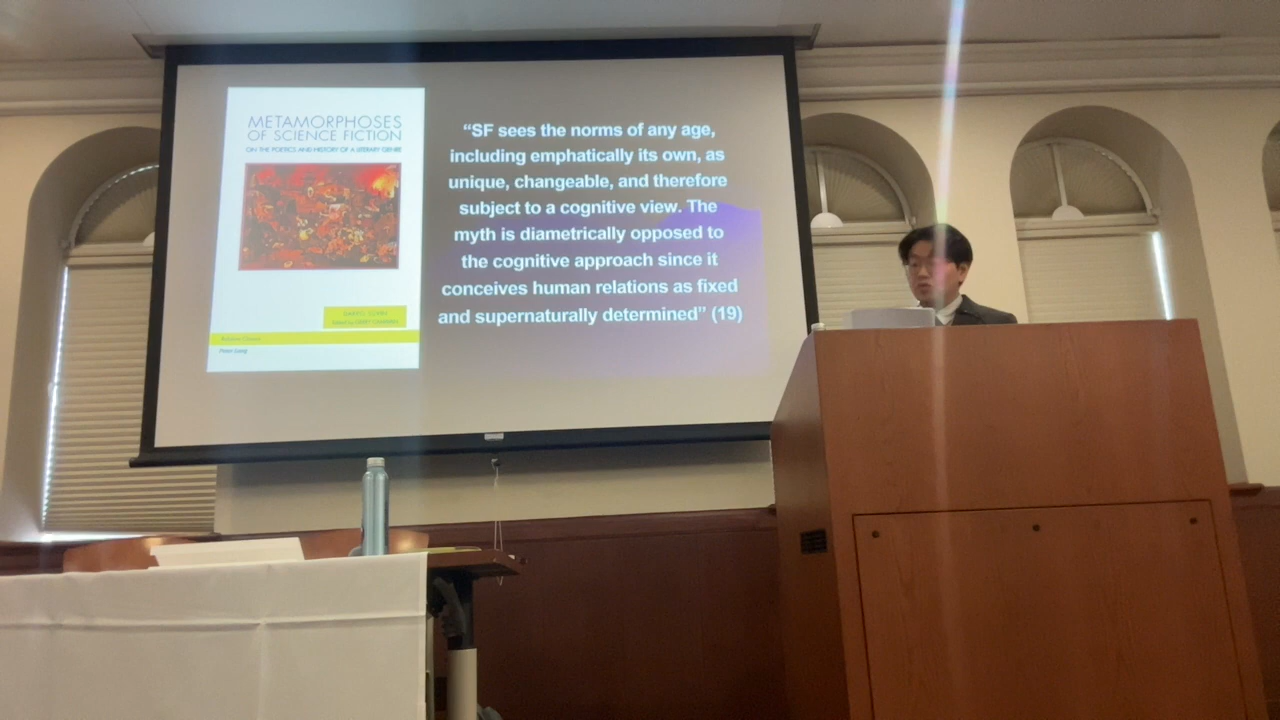 METAMORPHOSES
OF SCIENCE FICTION
ON THE POETICS AND HISTORY OF A LITERARY GENRE
Peter Lang
“SF sees the norms of any age,
including emphatically its own, as
unique, changeable, and therefore
subject to a cognitive view. The
myth is diametrically opposed to
the cognitive approach since it
conceives human relations as fixed
and supernaturally determined” (19)